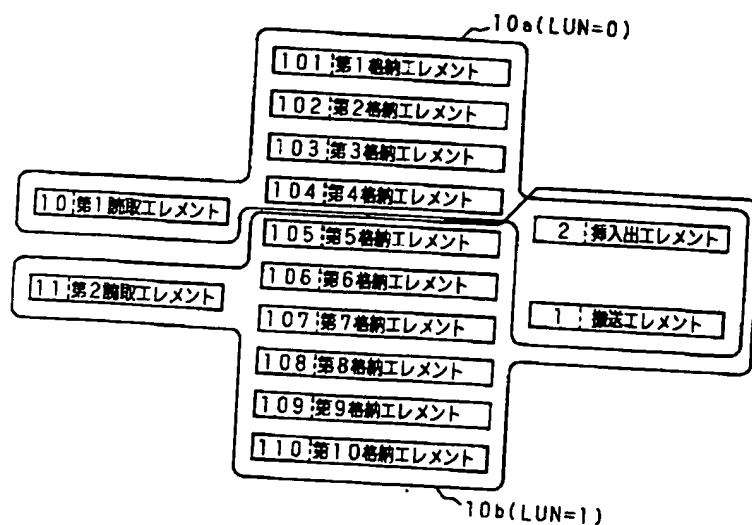 10a(LUN=0)
101 第1格納エレメント
102 第2格納エレメント
103 第3格納エレメント
104 第4格納エレメント
10 第1読取エレメント
105 第5格納エレメント
2 挿入出エレメント
106 第6格納エレメント
11 第2読取エレメント
107 第7格納エレメント
1 搬送エレメント
108 第8格納エレメント
109 第9格納エレメント
110 第10格納エレメント
10b(LUN=1)